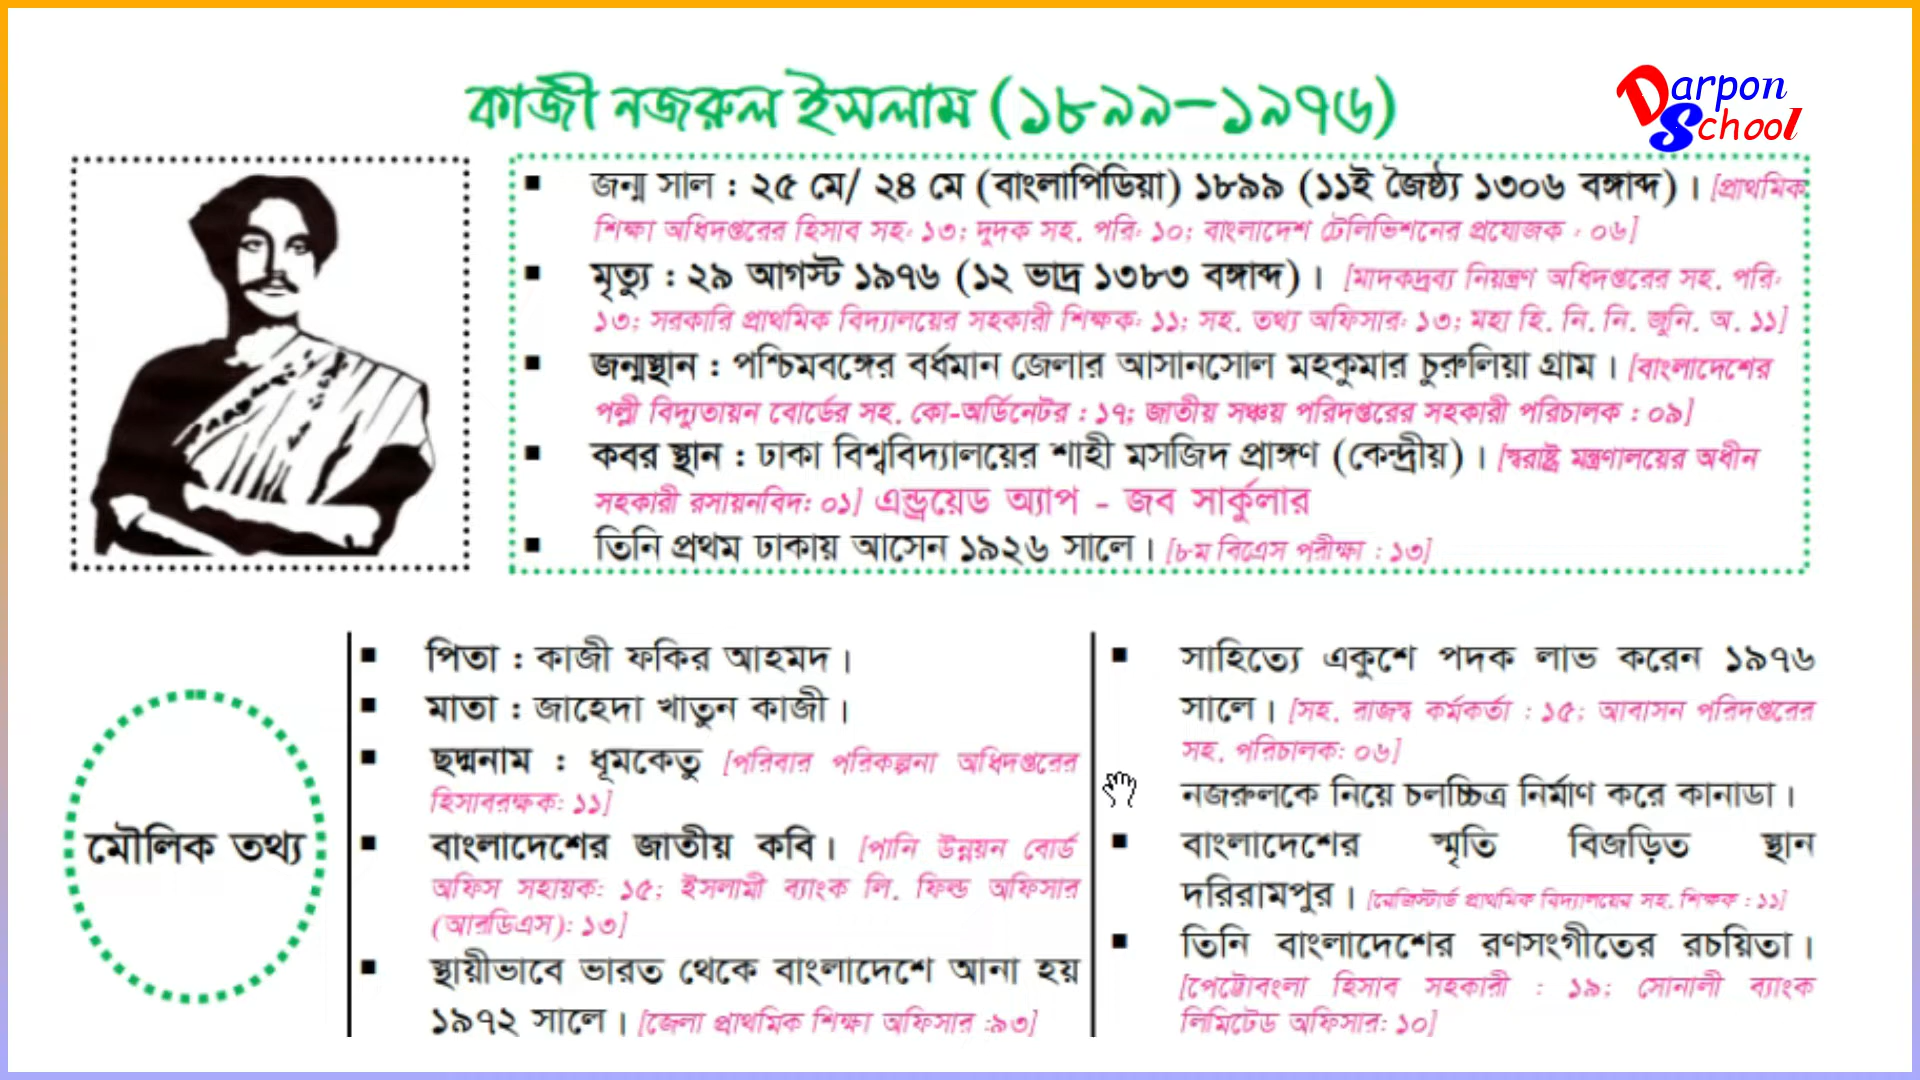 কাজী নজরুল ইসলাম (১৮৯৯-১৯৭৬)
Darpon
School
▪ জন্ম সাল : ২৫ মে/ ২৪ মে (বাংলাপিডিয়া) ১৮৯৯ (১১ই জৈষ্ঠ্য ১৩০৬ বঙ্গাব্দ)। [প্রাথমিক
শিক্ষা অধিদপ্তরের হিসাব সহ: ১৩; দুদক সহ. পরি: ১০; বাংলাদেশ টেলিভিশনের প্রযোজক : ০৬]
▪ মৃত্যু : ২৯ আগস্ট ১৯৭৬ (১২ ভাদ্র ১৩৮৩ বঙ্গাব্দ)। [মাদকদ্রব্য নিয়ন্ত্রণ অধিদপ্তরের সহ. পরি:
১৩; সরকারি প্রাথমিক বিদ্যালয়ের সহকারী শিক্ষক: ১১; সহ. তথ্য অফিসার: ১৩; মহা হি. নি. নি. জুনি. অ. ১১]
▪ জন্মস্থান : পশ্চিমবঙ্গের বর্ধমান জেলার আসানসোল মহকুমার চুরুলিয়া গ্রাম। [বাংলাদেশের
পল্লী বিদ্যুতায়ন বোর্ডের সহ. কো-অর্ডিনেটর : ১৭; জাতীয় সঞ্চয় পরিদপ্তরের সহকারী পরিচালক : ০৯]
▪ কবর স্থান : ঢাকা বিশ্ববিদ্যালয়ের শাহী মসজিদ প্রাঙ্গণ (কেন্দ্রীয়)। [স্বরাষ্ট্র মন্ত্রণালয়ের অধীন
সহকারী রসায়নবিদ: ০১] এন্ড্রয়েড অ্যাপ - জব সার্কুলার
▪ তিনি প্রথম ঢাকায় আসেন ১৯২৬ সালে। [৮ম বিএেস পরীক্ষা : ১৩]
মৌলিক তথ্য
▪ পিতা : কাজী ফকির আহমদ।
▪ মাতা : জাহেদা খাতুন কাজী।
▪ ছদ্মনাম : ধূমকেতু [পরিবার পরিকল্পনা অধিদপ্তরের
হিসাবরক্ষক: ১১]
▪ বাংলাদেশের জাতীয় কবি। [পানি উন্নয়ন বোর্ড
অফিস সহায়ক: ১৫; ইসলামী ব্যাংক লি. ফিল্ড অফিসার
(আরডিএস): ১৩]
▪ স্থায়ীভাবে ভারত থেকে বাংলাদেশে আনা হয়
১৯৭২ সালে। [জেলা প্রাথমিক শিক্ষা অফিসার :৯৩]
▪ সাহিত্যে একুশে পদক লাভ করেন ১৯৭৬
সালে। [সহ. রাজস্ব কর্মকর্তা : ১৫; আবাসন পরিদপ্তরের
সহ. পরিচালক: ০৬]
নজরুলকে নিয়ে চলচ্চিত্র নির্মাণ করে কানাডা।
▪ বাংলাদেশের স্মৃতি বিজড়িত স্থান
দরিরামপুর। [রেজিস্টার্ড প্রাথমিক বিদ্যালয়ের সহ. শিক্ষক : ১১]
▪ তিনি বাংলাদেশের রণসংগীতের রচয়িতা।
[পেট্রোবাংলা হিসাব সহকারী : ১৯; সোনালী ব্যাংক
লিমিটেড অফিসার: ১০]